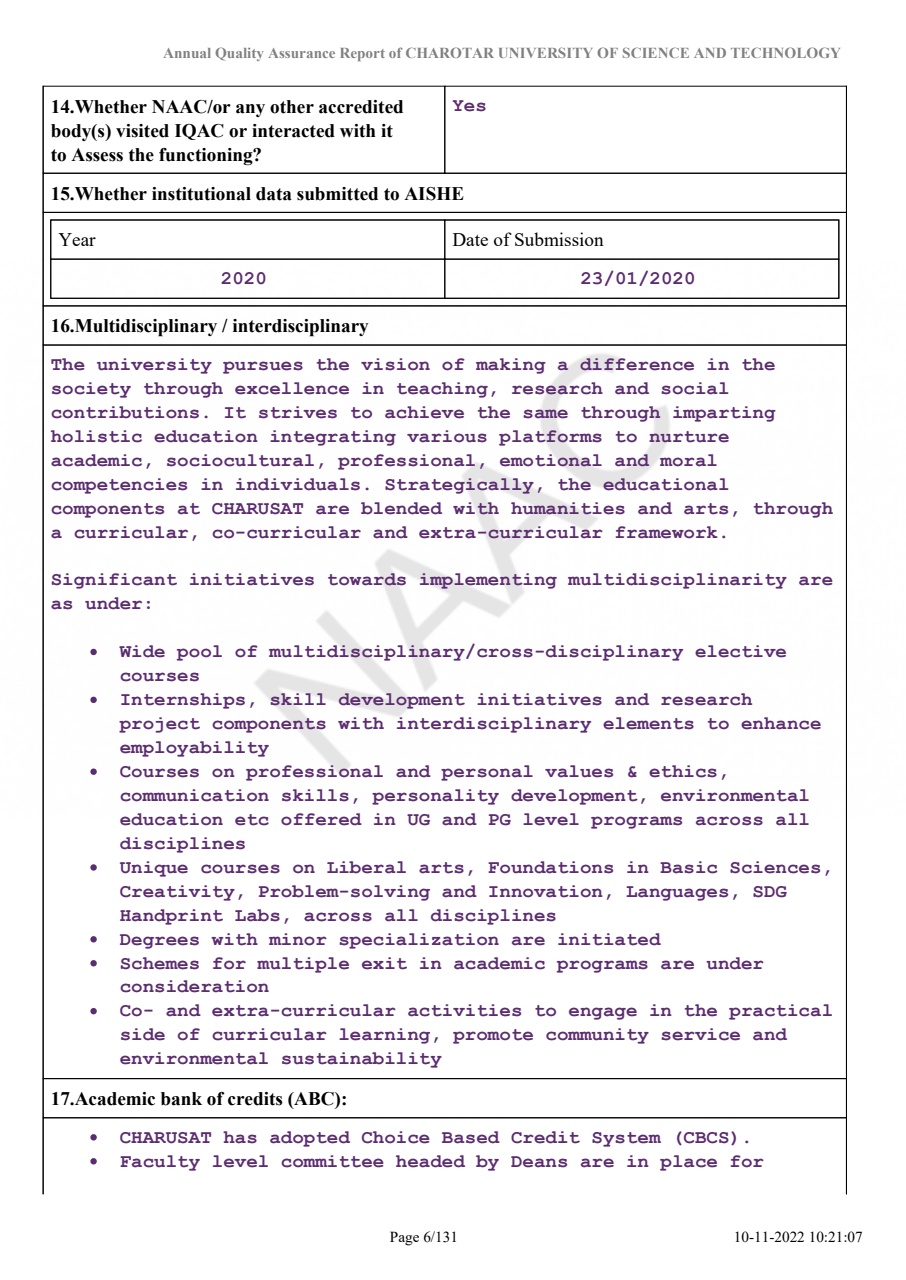 Annual Quality Assurance Report of CHAROTAR UNIVERSITY OF SCIENCE AND TECHNOLOGY
14.Whether NAAC/or any other accredited
body(s) visited IQAC or interacted with it
to Assess the functioning?
Yes
15.Whether institutional data submitted to AISHE
Year
Date of Submission
2020
23/01/2020
16.Multidisciplinary / interdisciplinary
The university pursues the vision of making a difference in the
society through excellence in teaching, research and social
contributions. It strives to achieve the same through imparting
holistic education integrating various platforms to nurture
academic, sociocultural, professional, emotional and moral
competencies in individuals. Strategically, the educational
components at CHARUSAT are blended with humanities and arts, through
a curricular, co-curricular and extra-curricular framework.
Significant initiatives towards implementing multidisciplinarity are
as under:
• Wide pool of multidisciplinary/cross-disciplinary elective
courses
• Internships, skill development initiatives and research
project components with interdisciplinary elements to enhance
employability
• Courses on professional and personal values & ethics,
communication skills, personality development, environmental
education etc offered in UG and PG level programs across all
disciplines
• Unique courses on Liberal arts, Foundations in Basic Sciences,
Creativity, Problem-solving and Innovation, Languages, SDG
Handprint Labs, across all disciplines
• Degrees with minor specialization are initiated
• Schemes for multiple exit in academic programs are under
consideration
• Co- and extra-curricular activities to engage in the practical
side of curricular learning, promote community service and
environmental sustainability
17.Academic bank of credits (ABC):
• CHARUSAT has adopted Choice Based Credit System (CBCS).
• Faculty level committee headed by Deans are in place for
NAAC
Page 6/131
10-11-2022 10:21:07